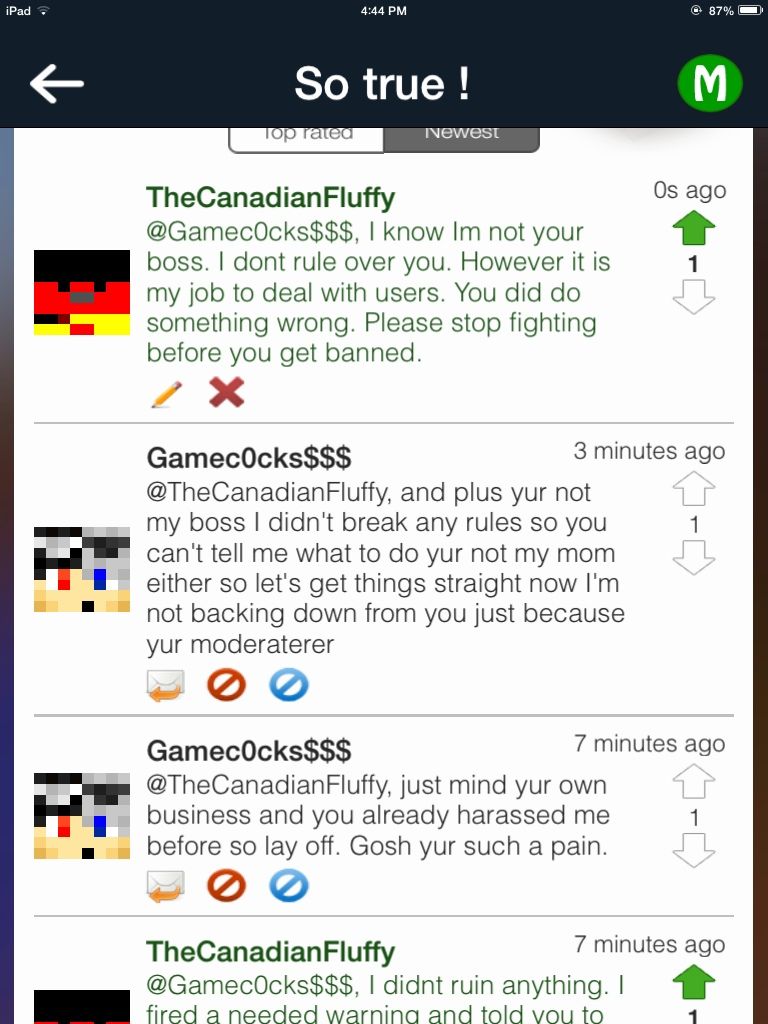 iPad 4:44 PM 87%
So true !
M
Top rated Newest
TheCanadianFluffy 0s ago
@Gamec0cks$$$, I know Im not your
boss. I dont rule over you. However it is
my job to deal with users. You did do
something wrong. Please stop fighting
before you get banned.
1
Gamec0cks$$$ 3 minutes ago
@TheCanadianFluffy, and plus yur not
my boss I didn't break any rules so you
can't tell me what to do yur not my mom
either so let's get things straight now I'm
not backing down from you just because
yur moderaterer
1
Gamec0cks$$$ 7 minutes ago
@TheCanadianFluffy, just mind yur own
business and you already harassed me
before so lay off. Gosh yur such a pain.
1
TheCanadianFluffy 7 minutes ago
@Gamec0cks$$$, I didnt ruin anything. I
fired a needed warning and told you to
1